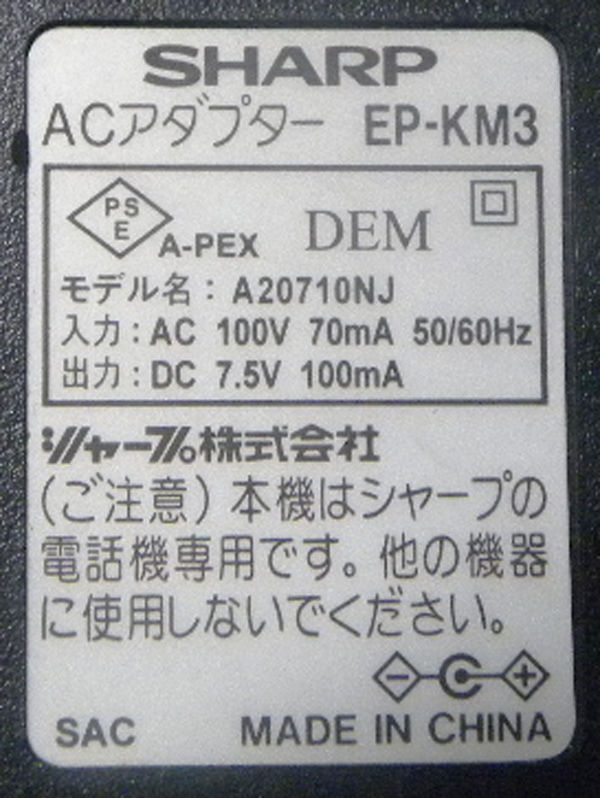 SHARP
ACアダプター EP-KM3
PS
E
A-PEX DEM
モデル名: A20710NJ
入力: AC 100V 70mA 50/60Hz
出力: DC 7.5V 100mA
シャープ株式会社
(ご注意)本機はシャープの
電話機専用です。他の機器
に使用しないでください。
SAC MADE IN CHINA